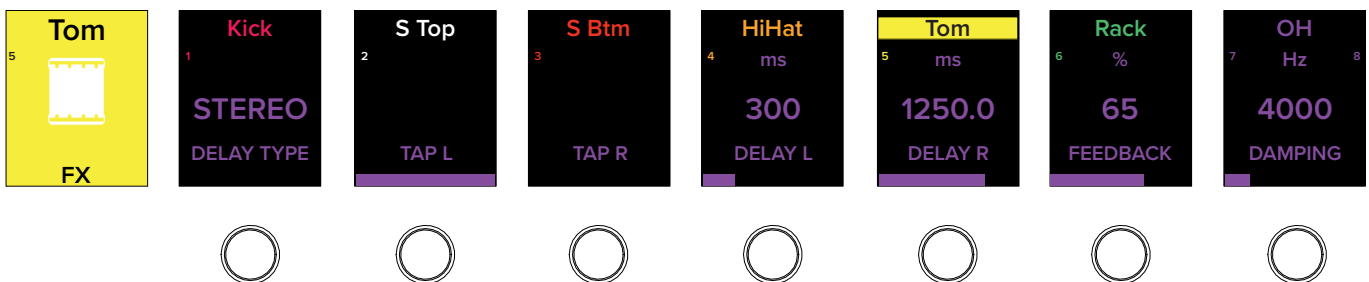 Tom
5
FX
Kick
1
STEREO
DELAY TYPE
S Top
2
TAP L
S Btm
3
TAP R
HiHat
4 ms
300
DELAY L
Tom
5 ms
1250.0
DELAY R
Rack
6 %
65
FEEDBACK
OH
7 Hz 8
4000
DAMPING